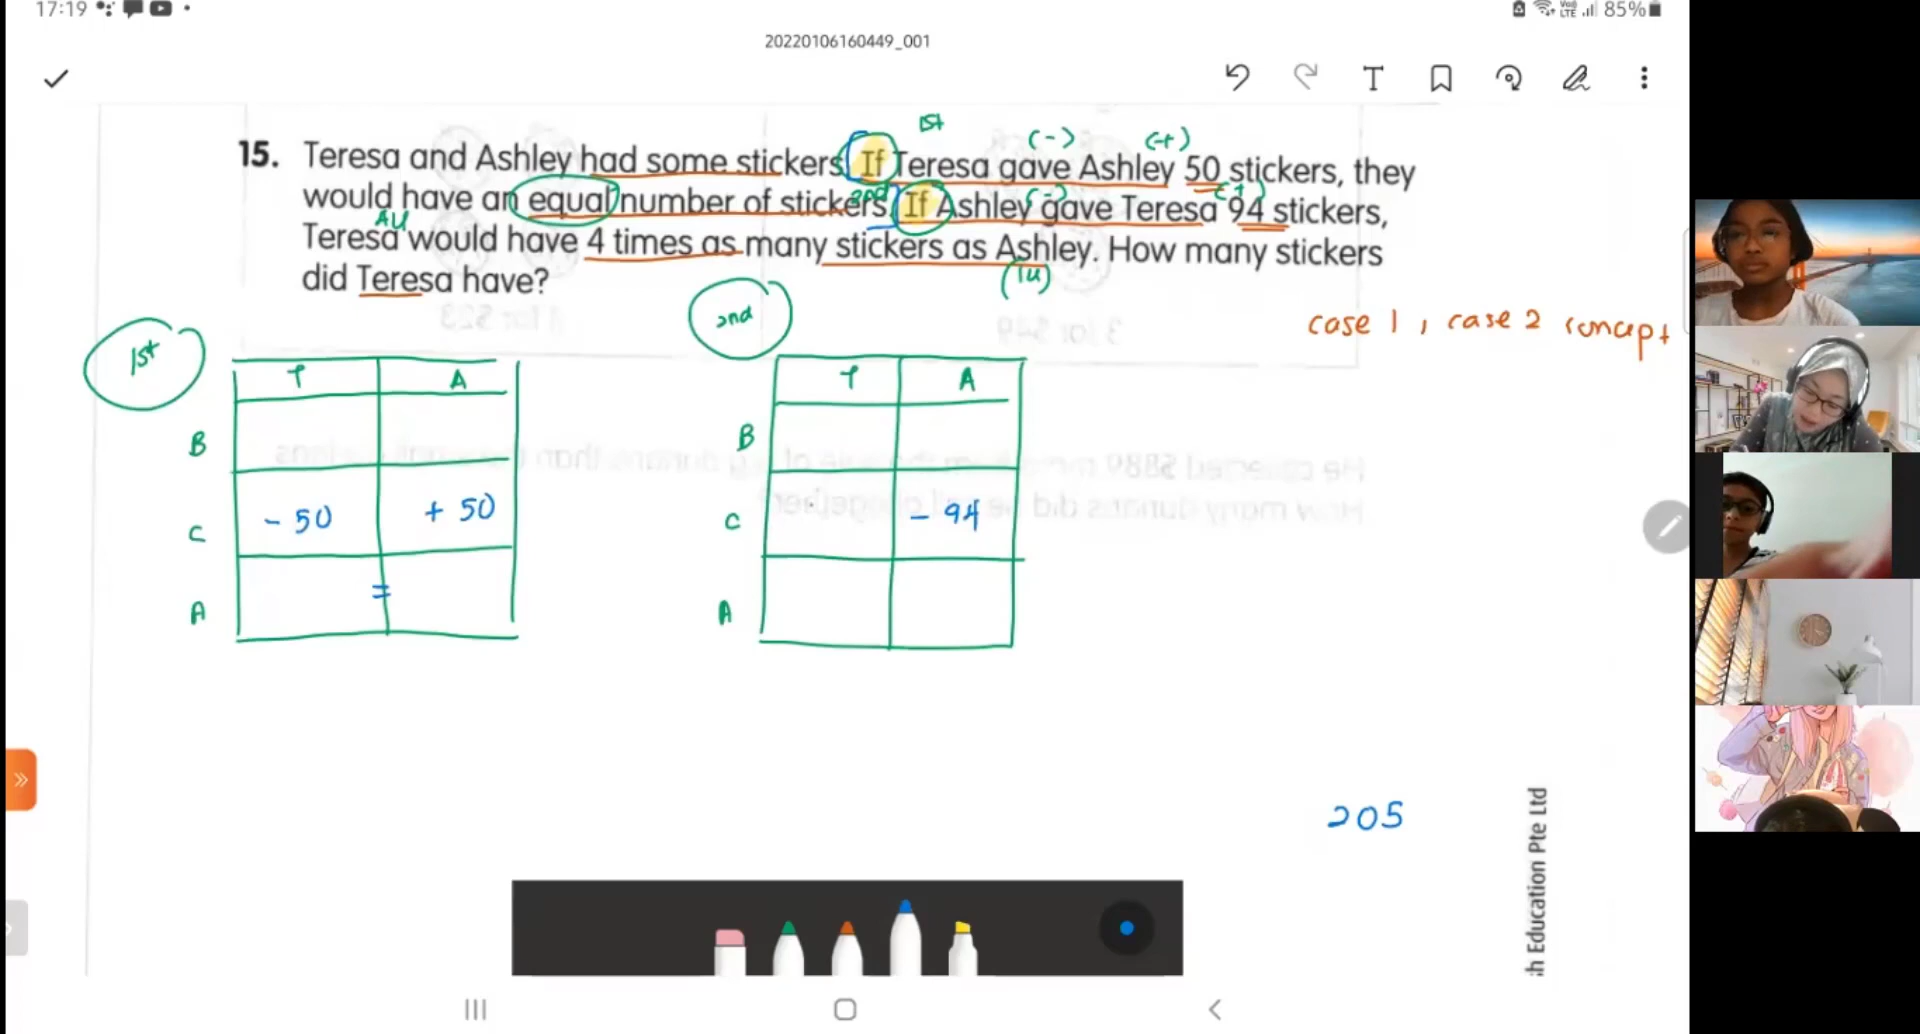 17:19
85%
20220106160449_001
T
1st
(-) (+)
15. Teresa and Ashley had some stickers. If Teresa gave Ashley 50 stickers, they
2nd (-) (+)
would have an equal number of stickers. If Ashley gave Teresa 94 stickers,
4U
Teresa would have 4 times as many stickers as Ashley. How many stickers
(1u)
did Teresa have?
case 1, case 2 concept
1st
2nd
T A
T A
B
B
C - 50 + 50
C - 94
A =
A
205
h Education Pte Ltd